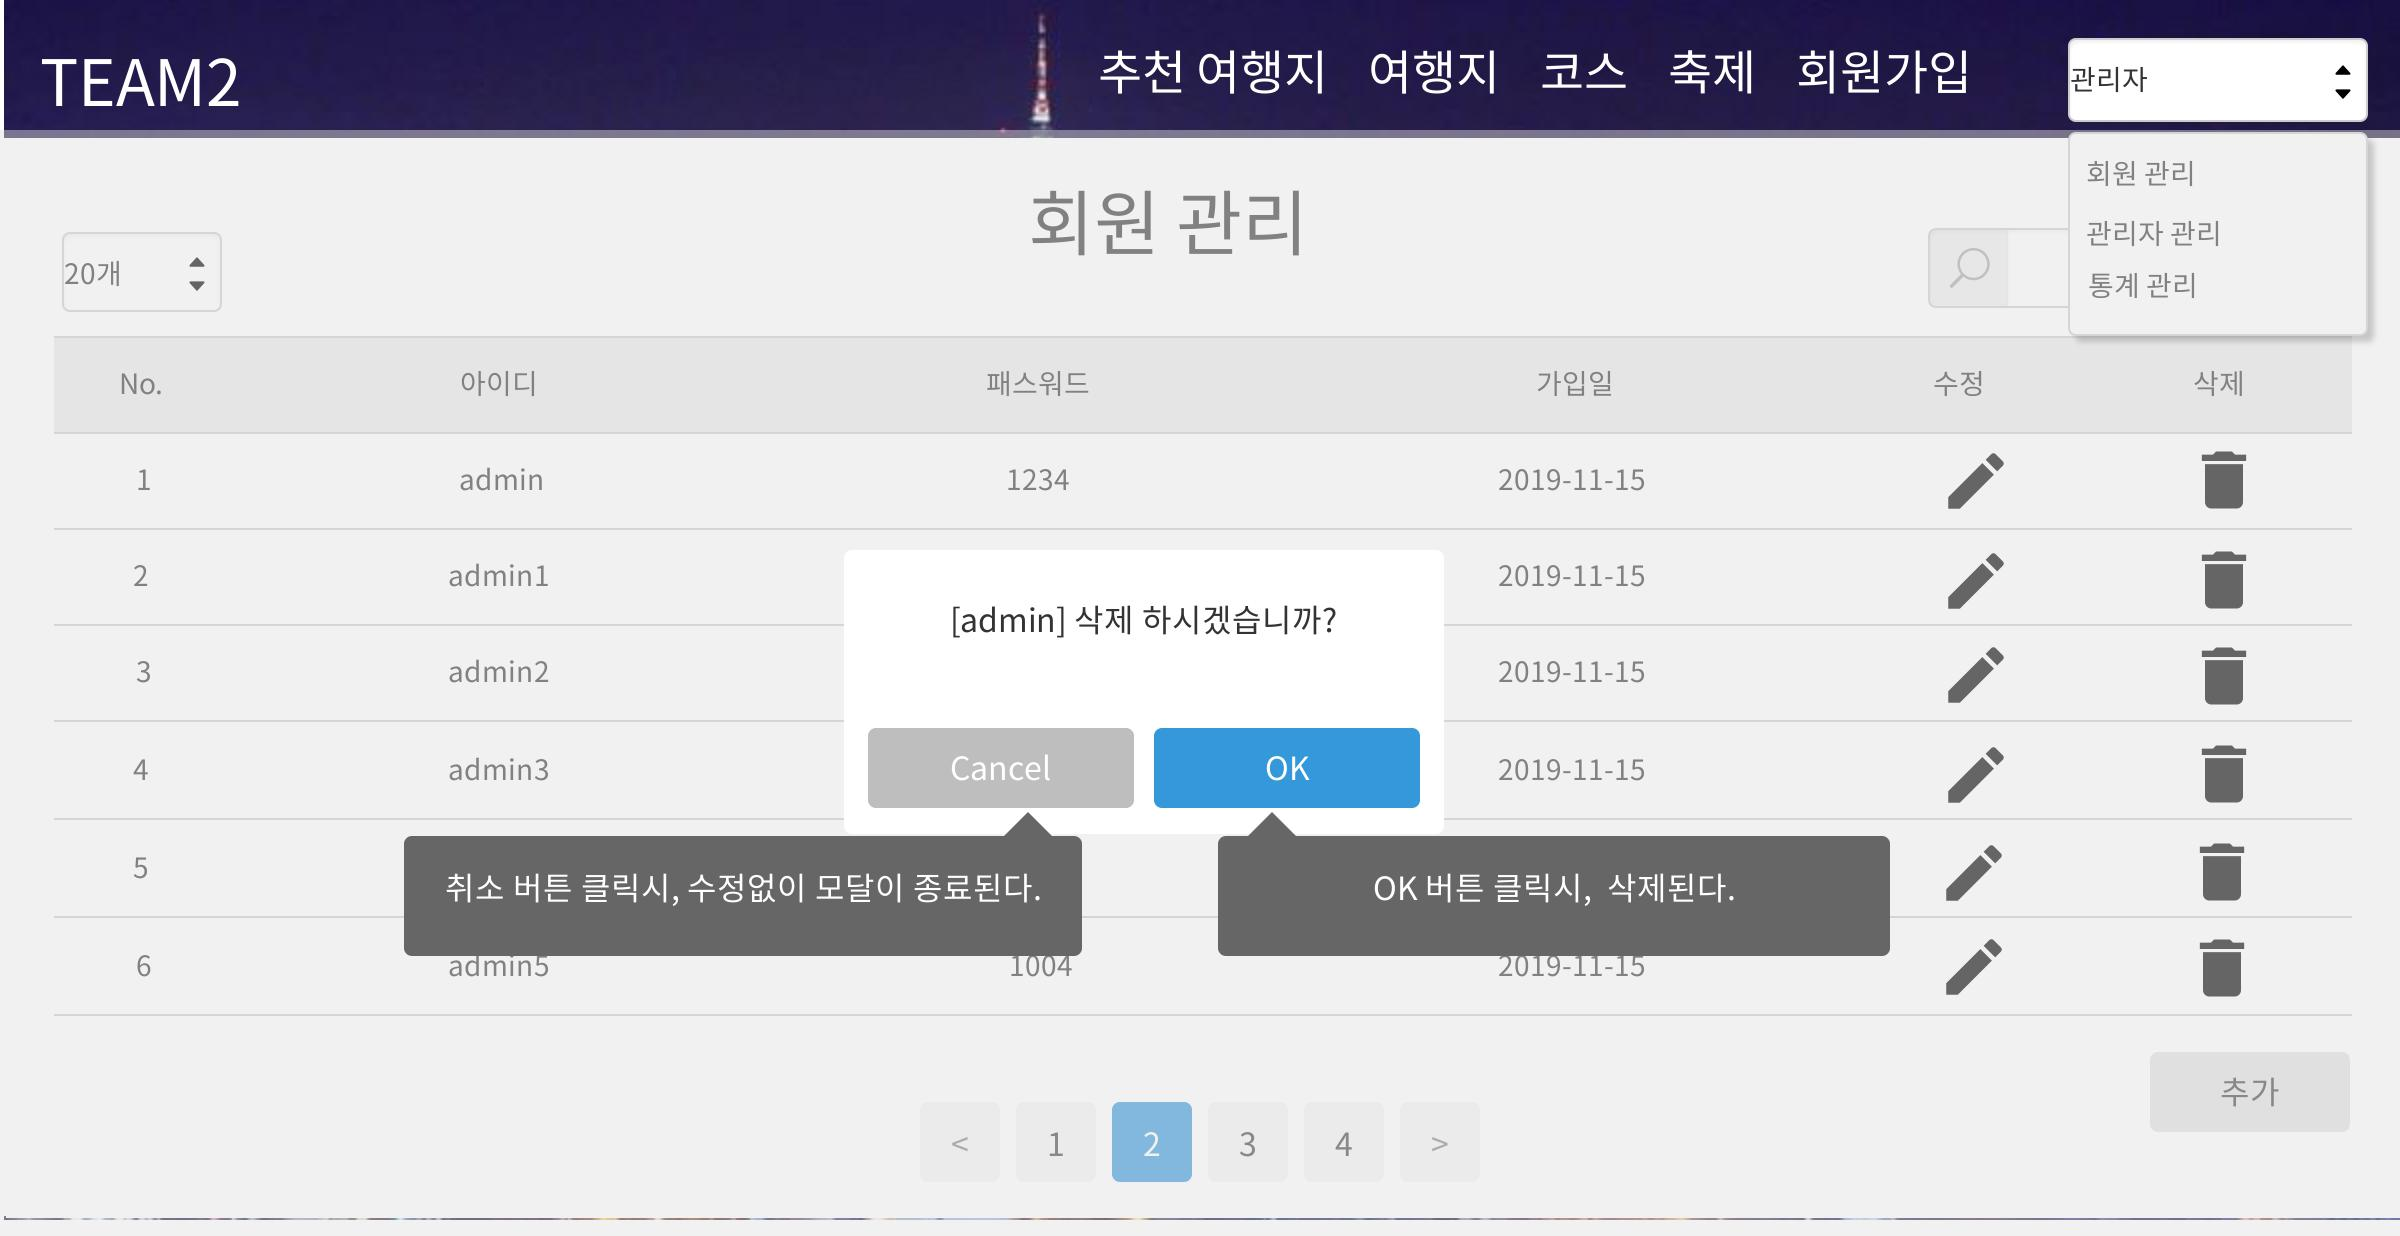 TEAM2
추천 여행지 여행지 코스 축제 회원가입
관리자
회원 관리
관리자 관리
통계 관리
회원 관리
20개
No. 아이디 패스워드 가입일 수정 삭제
1 admin 1234 2019-11-15
2 admin1 2019-11-15
3 admin2 2019-11-15
4 admin3 2019-11-15
[admin] 삭제 하시겠습니까?
Cancel OK
5
취소 버튼 클릭시, 수정없이 모달이 종료된다.
OK 버튼 클릭시, 삭제된다.
6 admin5 1004 2019-11-15
추가
< 1 2 3 4 >